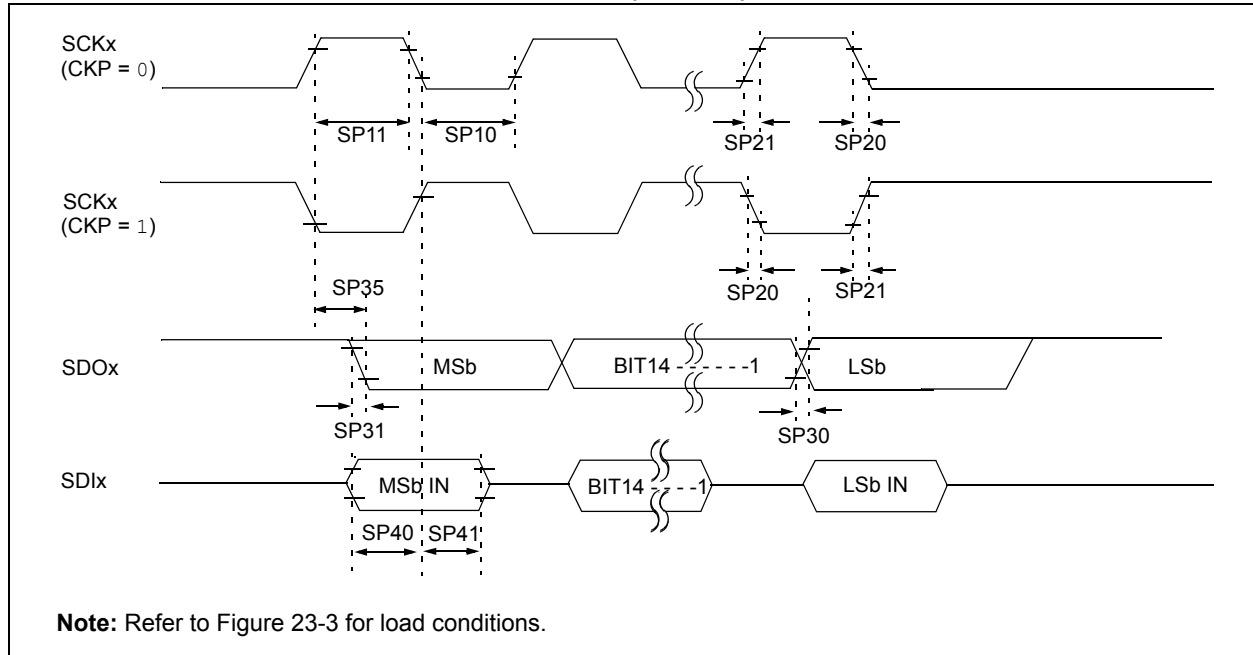 SCKx
(CKP = 0)
SP11
SP10
SP21
SP20
SCKx
(CKP = 1)
SP35
SP20
SP21
SDOx
MSb
BIT14 - - - - - -1
LSb
SP31
SP30
SDIx
MSb IN
BIT14 - - - -1
LSb IN
SP40
SP41
Note: Refer to Figure 23-3 for load conditions.